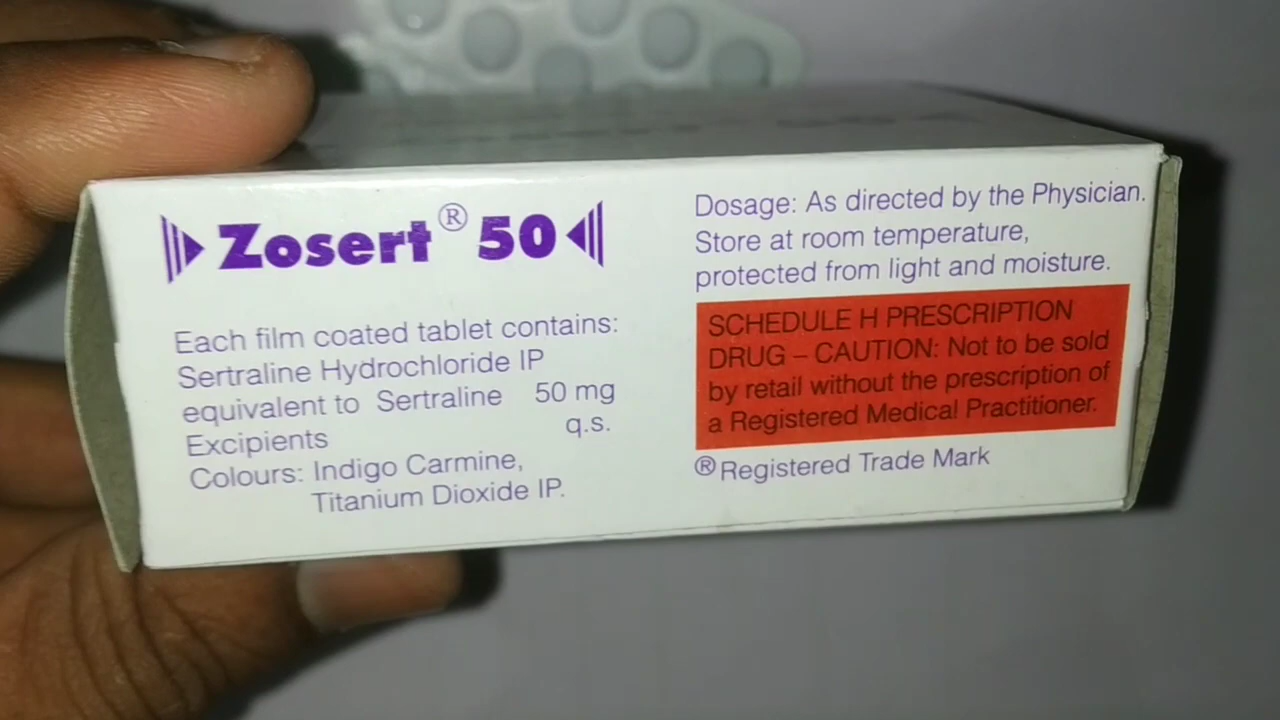 Zosert® 50
Each film coated tablet contains:
Sertraline Hydrochloride IP
equivalent to Sertraline 50 mg
Excipients q.s.
Colours: Indigo Carmine,
Titanium Dioxide IP.
Dosage: As directed by the Physician.
Store at room temperature,
protected from light and moisture.
SCHEDULE H PRESCRIPTION
DRUG – CAUTION: Not to be sold
by retail without the prescription of
a Registered Medical Practitioner.
® Registered Trade Mark